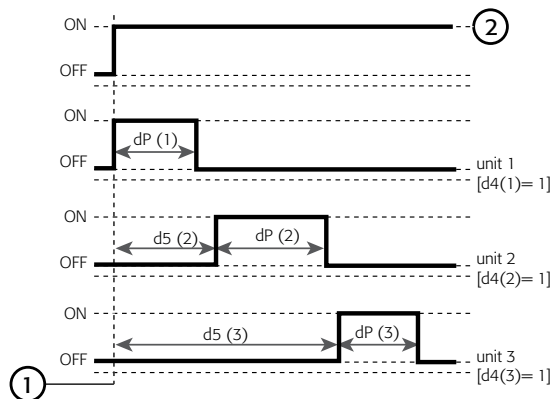 ON
2
OFF
ON
dP (1)
OFF
unit 1
[d4(1)= 1]
ON
d5 (2)
dP (2)
OFF
unit 2
[d4(2)= 1]
ON
d5 (3)
dP (3)
OFF
unit 3
[d4(3)= 1]
1